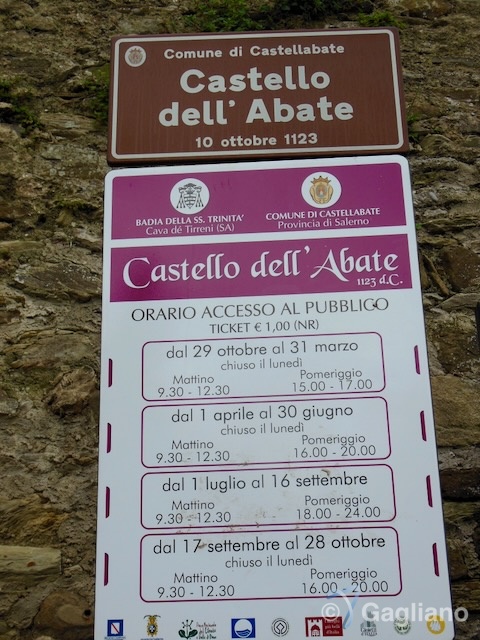 Comune di Castellabate
Castello
dell' Abate
10 ottobre 1123
BADIA DELLA SS. TRINITA'
Cava dé Tirreni (SA)
COMUNE DI CASTELLABATE
Provincia di Salerno
Castello dell'Abate
1123 d.C.
ORARIO ACCESSO AL PUBBLICO
TICKET € 1,00 (NR)
dal 29 ottobre al 31 marzo
chiuso il lunedì
Mattino Pomeriggio
9.30 - 12.30 15.00 - 17.00
dal 1 aprile al 30 giugno
chiuso il lunedì
Mattino Pomeriggio
9.30 - 12.30 16.00 - 20.00
dal 1 luglio al 16 settembre
Mattino Pomeriggio
9.30 - 12.30 18.00 - 24.00
dal 17 settembre al 28 ottobre
chiuso il lunedì
Mattino Pomeriggio
9.30 - 12.30 16.00 - 20.00
© Gagliano